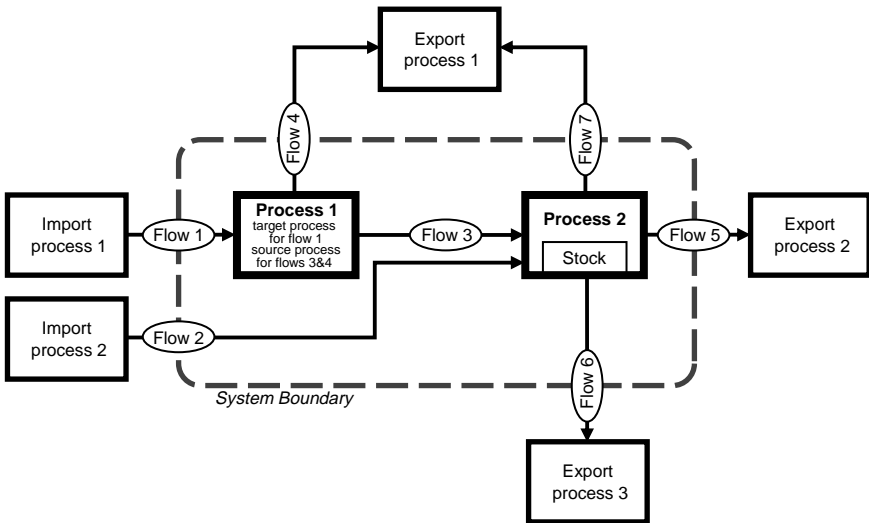 Export
process 1
Flow 4
Flow 7
Import
process 1
Flow 1
Process 1
target process
for flow 1
source process
for flows 3&4
Flow 3
Process 2
Stock
Flow 5
Export
process 2
Import
process 2
Flow 2
Flow 6
System Boundary
Export
process 3